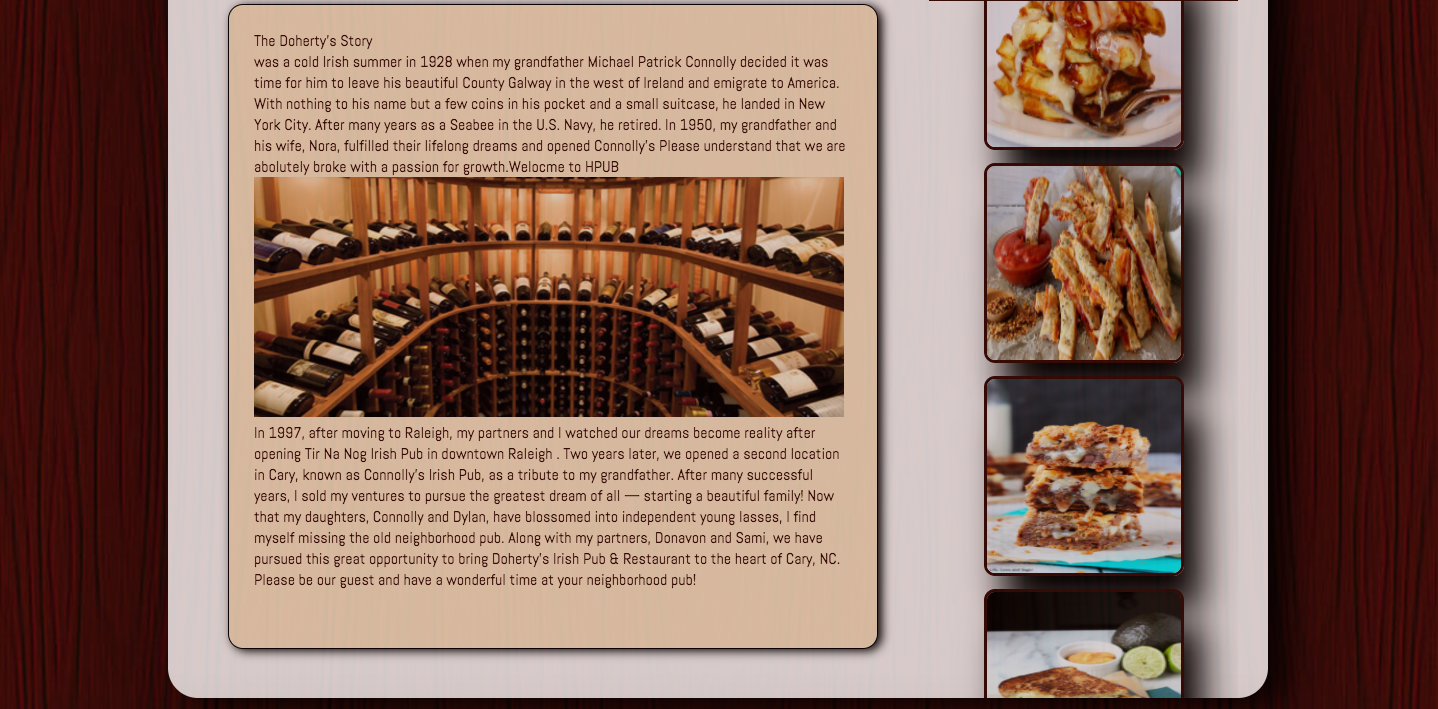 The Doherty's Story
was a cold Irish summer in 1928 when my grandfather Michael Patrick Connolly decided it was
time for him to leave his beautiful County Galway in the west of Ireland and emigrate to America.
With nothing to his name but a few coins in his pocket and a small suitcase, he landed in New
York City. After many years as a Seabee in the U.S. Navy, he retired. In 1950, my grandfather and
his wife, Nora, fulfilled their lifelong dreams and opened Connolly's Please understand that we are
abolutely broke with a passion for growth.Welocme to HPUB
In 1997, after moving to Raleigh, my partners and I watched our dreams become reality after
opening Tir Na Nog Irish Pub in downtown Raleigh . Two years later, we opened a second location
in Cary, known as Connolly's Irish Pub, as a tribute to my grandfather. After many successful
years, I sold my ventures to pursue the greatest dream of all — starting a beautiful family! Now
that my daughters, Connolly and Dylan, have blossomed into independent young lasses, I find
myself missing the old neighborhood pub. Along with my partners, Donavon and Sami, we have
pursued this great opportunity to bring Doherty's Irish Pub & Restaurant to the heart of Cary, NC.
Please be our guest and have a wonderful time at your neighborhood pub!